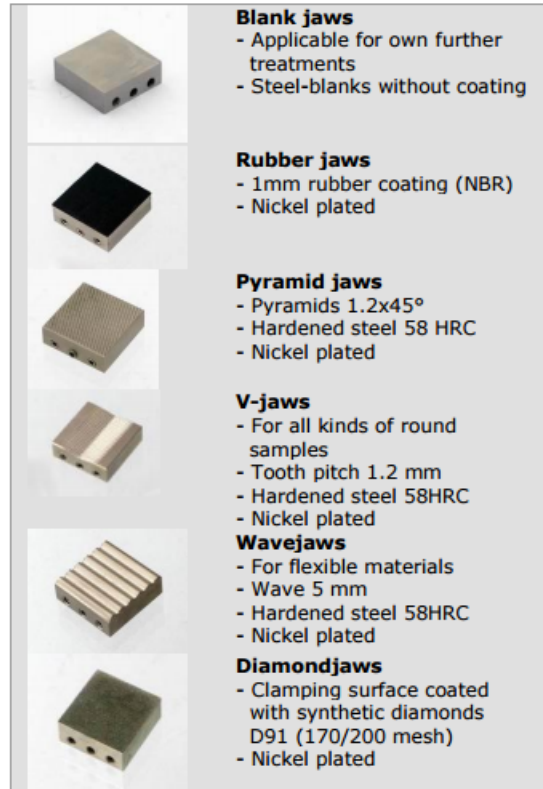 Blank jaws
- Applicable for own further
treatments
- Steel-blanks without coating
Rubber jaws
- 1mm rubber coating (NBR)
- Nickel plated
Pyramid jaws
- Pyramids 1.2x45°
- Hardened steel 58 HRC
- Nickel plated
V-jaws
- For all kinds of round
samples
- Tooth pitch 1.2 mm
- Hardened steel 58HRC
- Nickel plated
Wavejaws
- For flexible materials
- Wave 5 mm
- Hardened steel 58HRC
- Nickel plated
Diamondjaws
- Clamping surface coated
with synthetic diamonds
D91 (170/200 mesh)
- Nickel plated